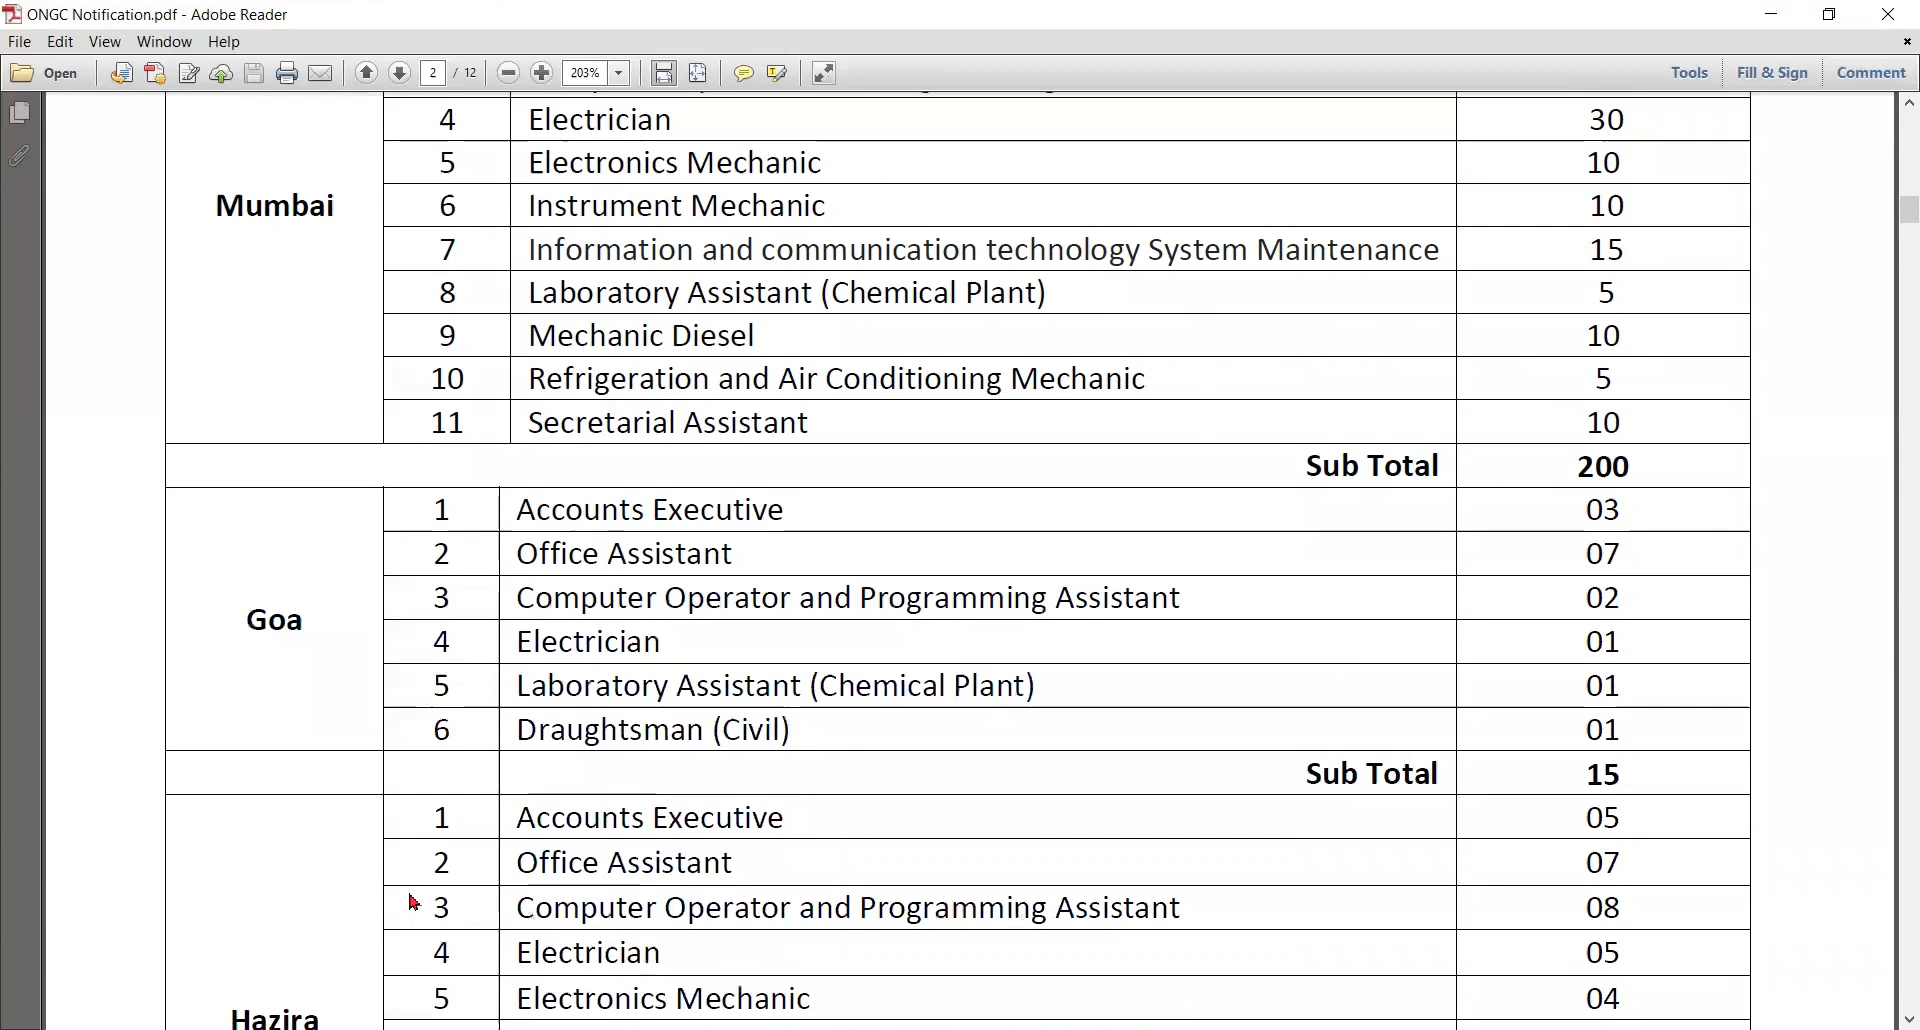 ONGC Notification.pdf - Adobe Reader
File Edit View Window Help
Open 2 / 12 203% Tools Fill & Sign Comment
4 Electrician 30
5 Electronics Mechanic 10
Mumbai 6 Instrument Mechanic 10
7 Information and communication technology System Maintenance 15
8 Laboratory Assistant (Chemical Plant) 5
9 Mechanic Diesel 10
10 Refrigeration and Air Conditioning Mechanic 5
11 Secretarial Assistant 10
Sub Total 200
1 Accounts Executive 03
2 Office Assistant 07
3 Computer Operator and Programming Assistant 02
Goa
4 Electrician 01
5 Laboratory Assistant (Chemical Plant) 01
6 Draughtsman (Civil) 01
Sub Total 15
1 Accounts Executive 05
2 Office Assistant 07
3 Computer Operator and Programming Assistant 08
4 Electrician 05
5 Electronics Mechanic 04
Hazira